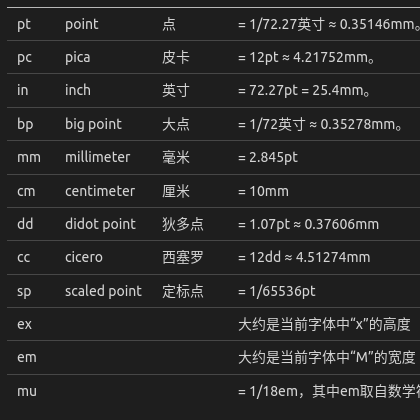 pt point 点 = 1/72.27英寸 ≈ 0.35146mm。
pc pica 皮卡 = 12pt ≈ 4.21752mm。
in inch 英寸 = 72.27pt = 25.4mm。
bp big point 大点 = 1/72英寸 ≈ 0.35278mm。
mm millimeter 毫米 = 2.845pt
cm centimeter 厘米 = 10mm
dd didot point 狄多点 = 1.07pt ≈ 0.37606mm
cc cicero 西塞罗 = 12dd ≈ 4.51274mm
sp scaled point 定标点 = 1/65536pt
ex 大约是当前字体中“x”的高度
em 大约是当前字体中“M”的宽度
mu = 1/18em，其中em取自数学